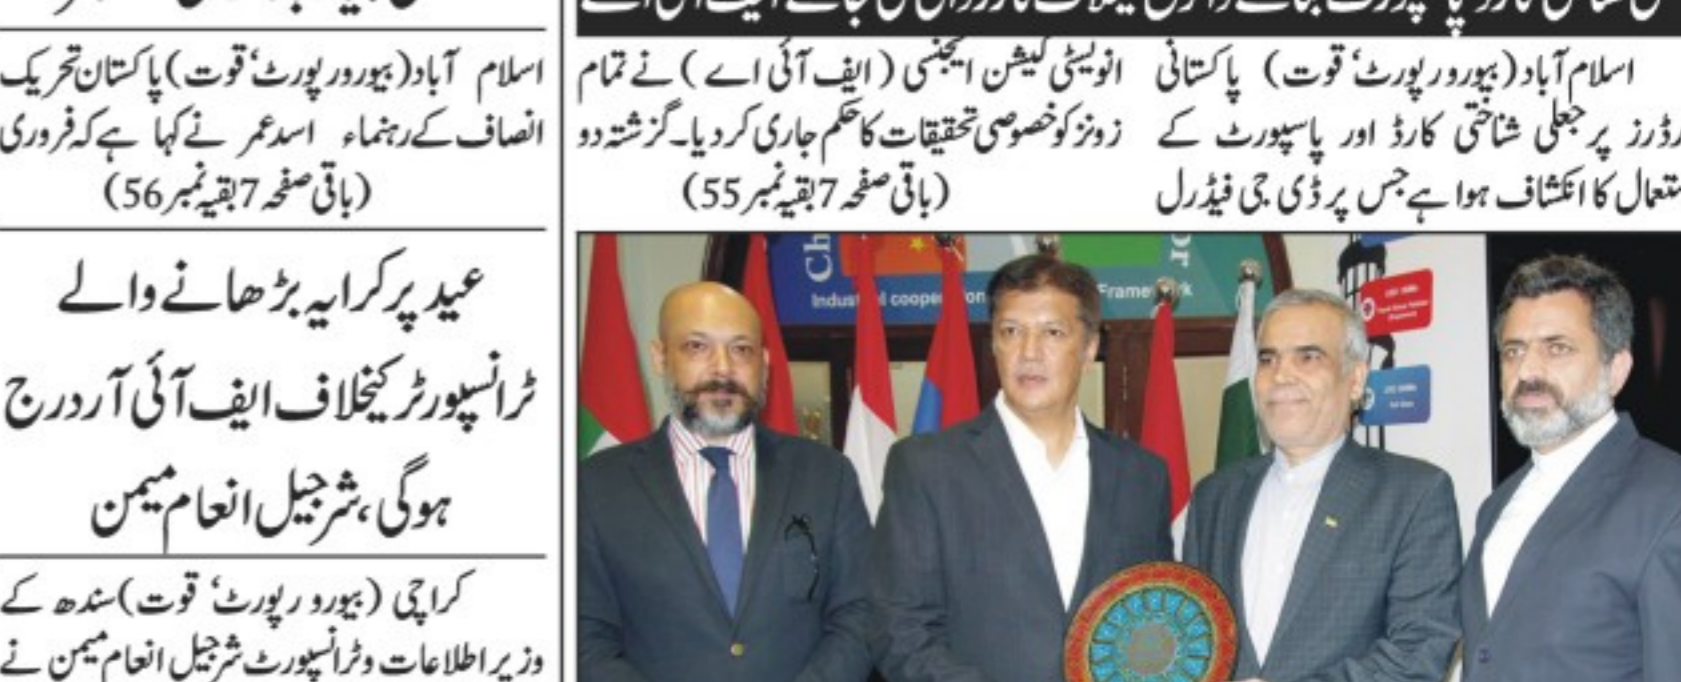 اسلام آباد (بیورو رپورٹ، قوت) پاکستانی
پر جعلی شناختی کارڈ اور پاسپورٹ کے
کا انکشاف ہوا ہے جس پر ڈی جی فیڈرل
انویسٹی گیشن ایجنسی (ایف آئی اے) نے تمام
زونز کو خصوصی تحقیقات کا حکم جاری کر دیا۔ گزشتہ دو
(باقی صفحہ 7 بقیہ نمبر 55)
اسلام آباد (بیورو رپورٹ، قوت) پاکستان تحریک
انصاف کے رہنماء اسد عمر نے کہا ہے کہ فروری
(باقی صفحہ 7 بقیہ نمبر 56)
عید پر کرایہ بڑھانے والے
ٹرانسپورٹر کیخلاف ایف آئی آر درج
ہوگی، شرجیل انعام میمن
کراچی (بیورو رپورٹ، قوت) سندھ کے
وزیر اطلاعات و ٹرانسپورٹ شرجیل انعام میمن نے
Ch
or
Framework